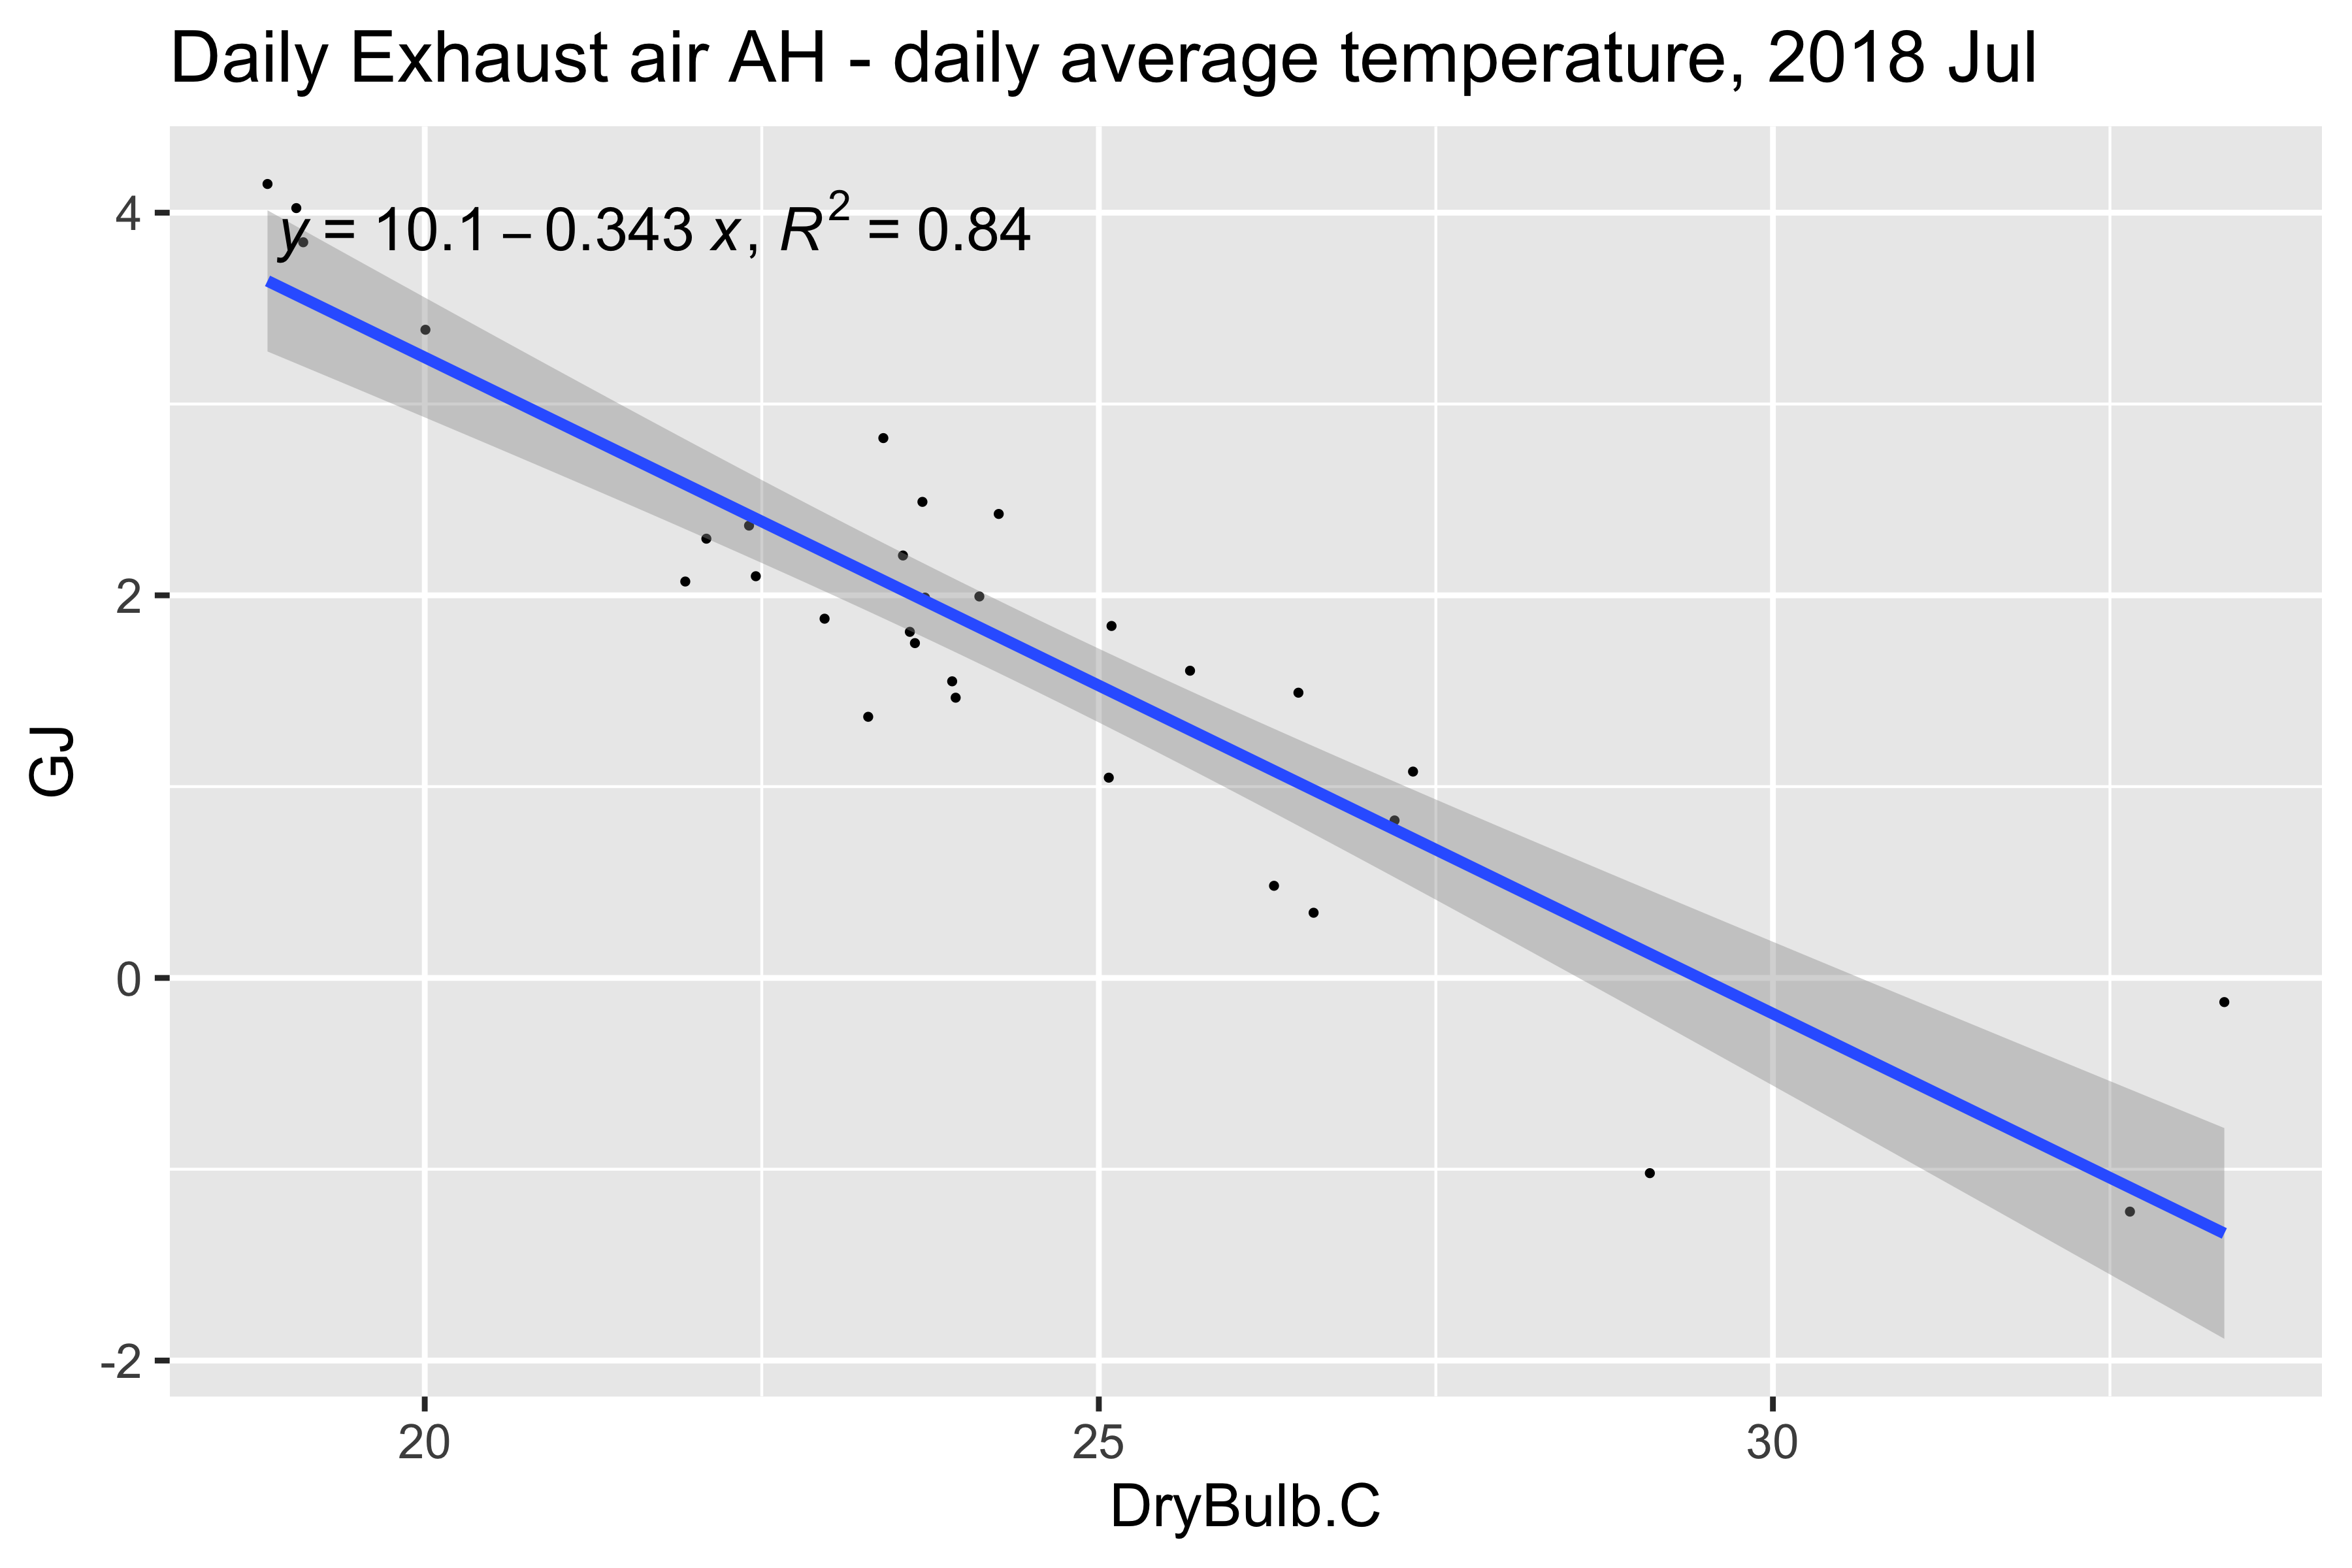 Daily Exhaust air AH - daily average temperature, 2018 Jul
y = 10.1 – 0.343 x, R² = 0.84
4
2
0
-2
GJ
20 25 30
DryBulb.C